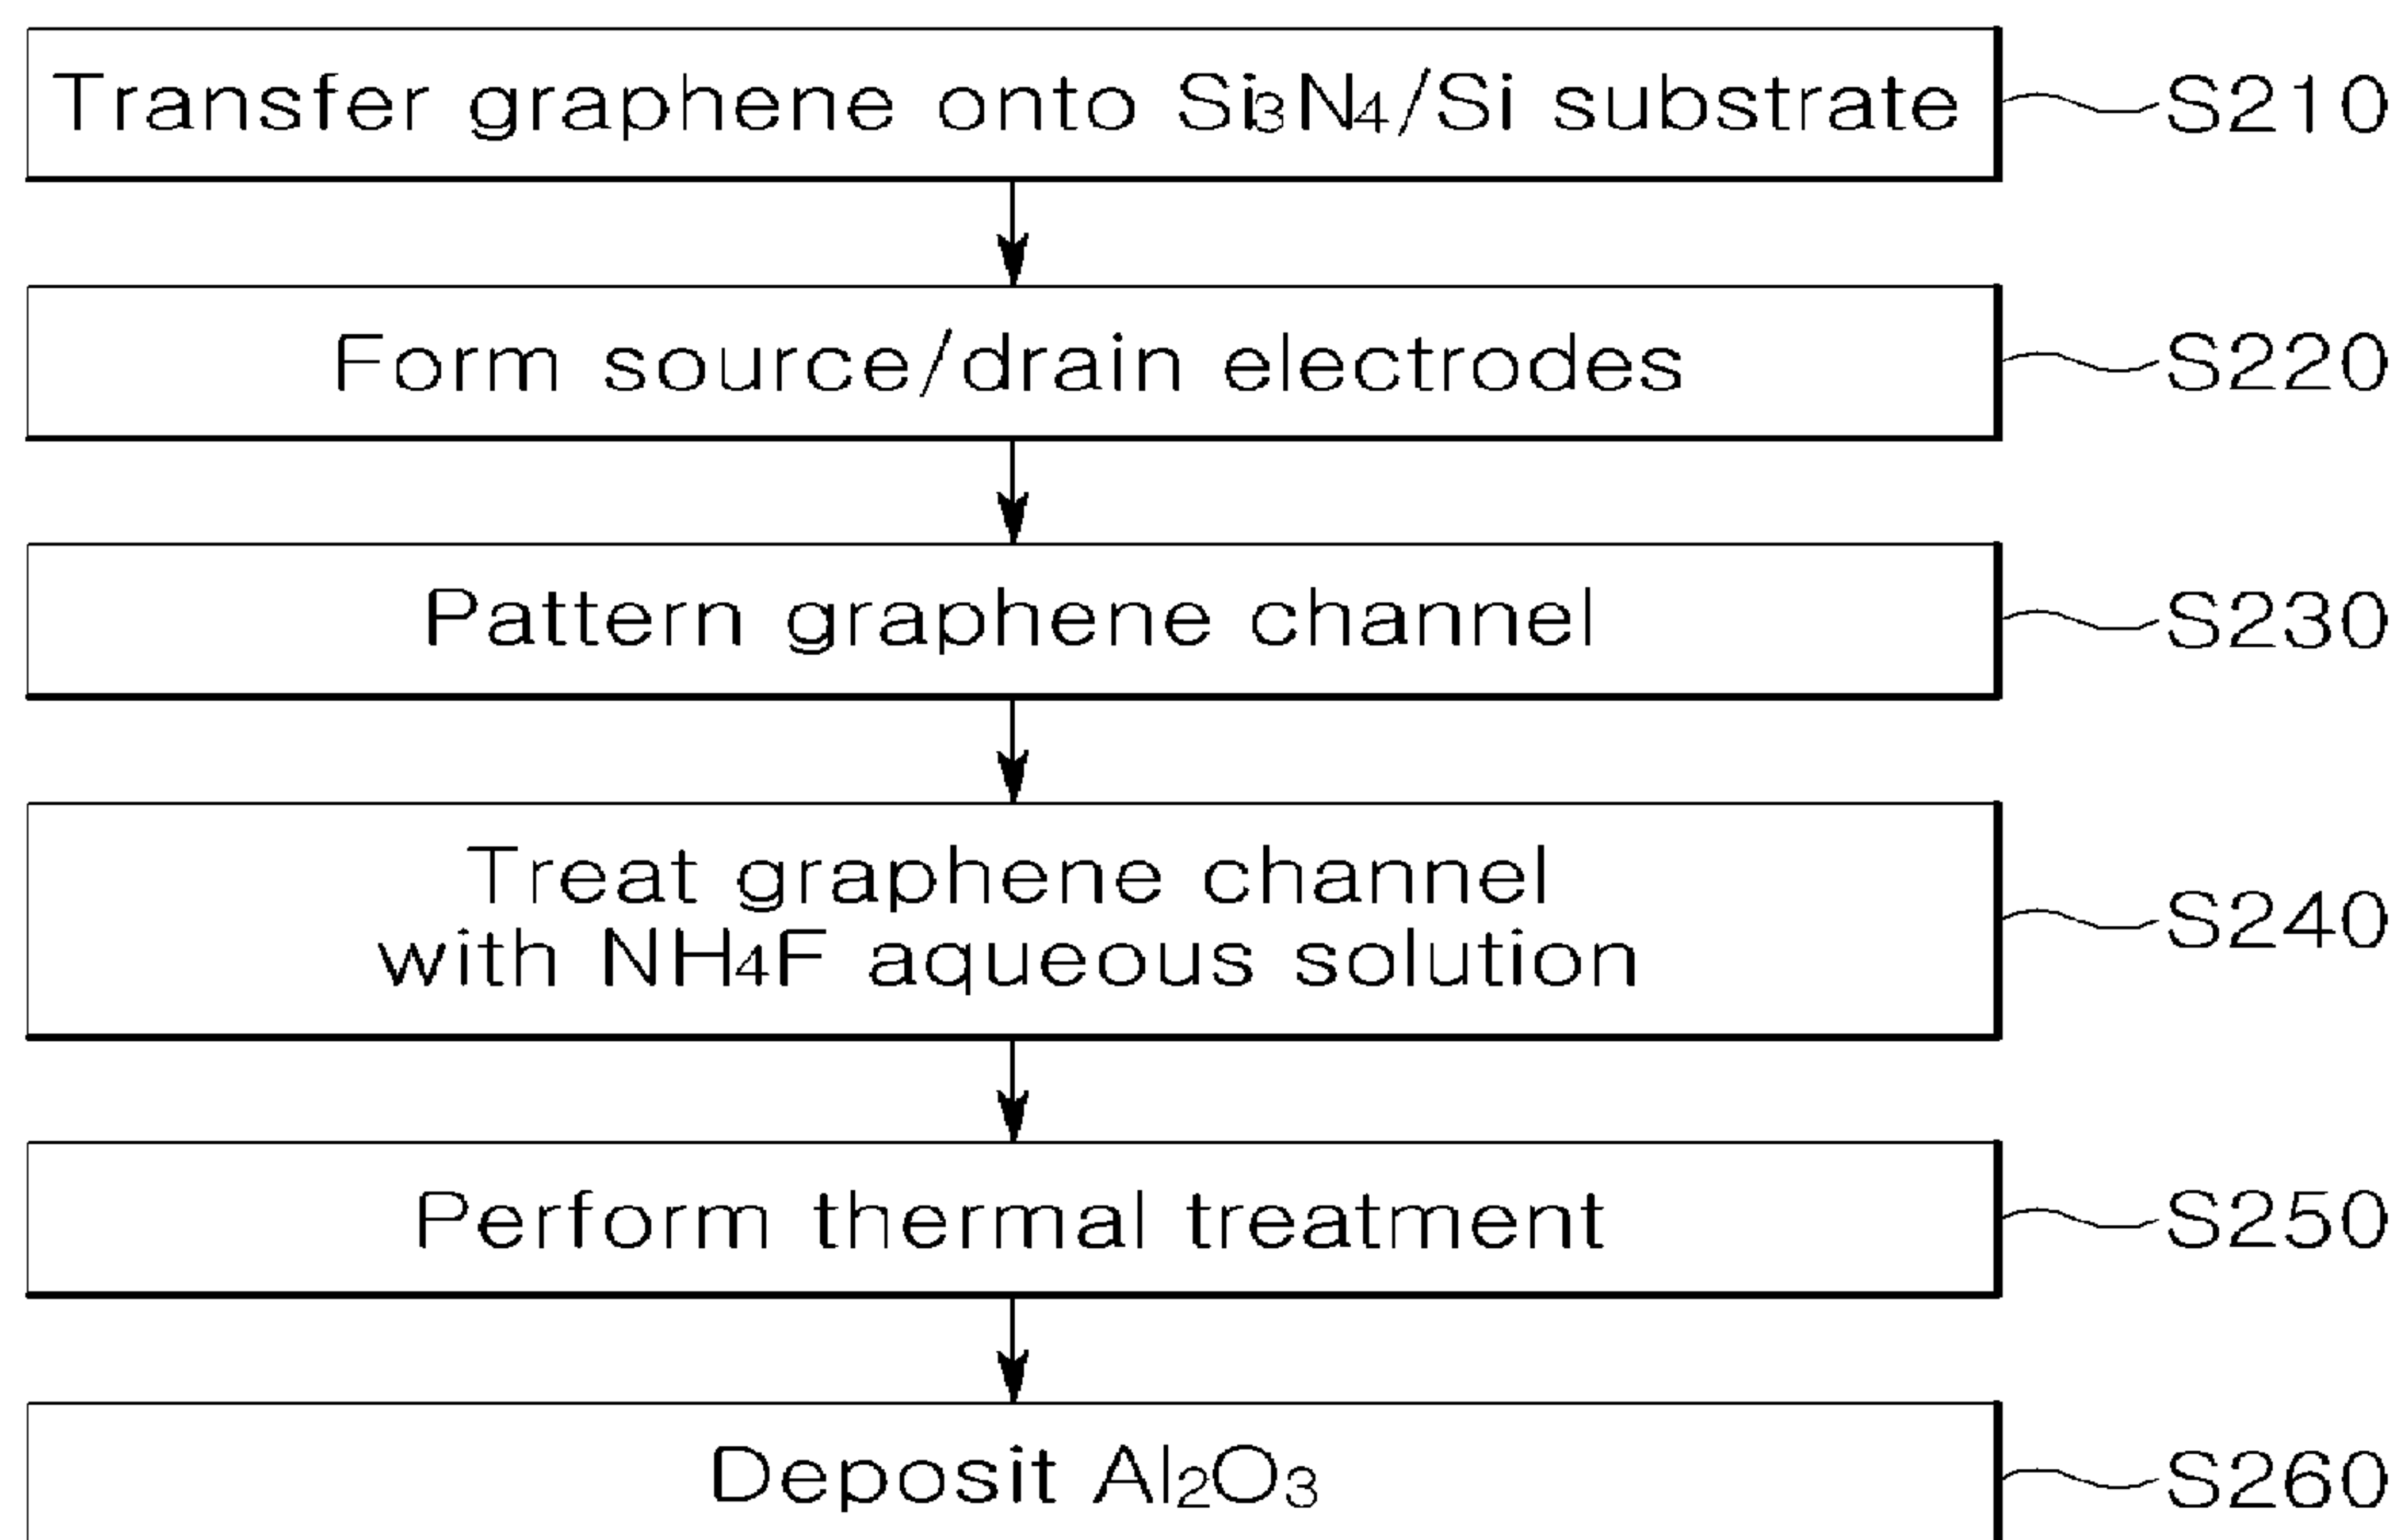 Transfer graphene onto Si₃N₄/Si substrate S210
Form source/drain electrodes S220
Pattern graphene channel S230
Treat graphene channel
with NH₄F aqueous solution S240
Perform thermal treatment S250
Deposit Al₂O₃ S260